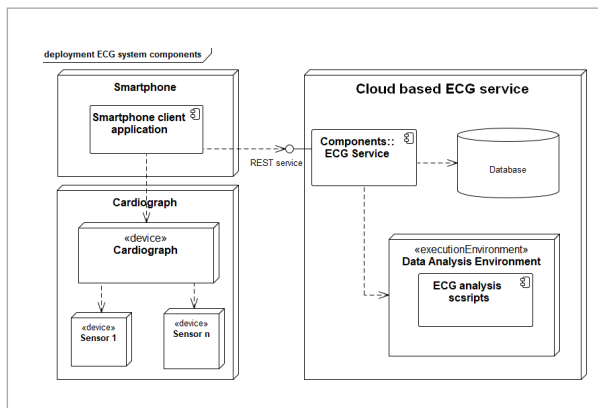 deployment ECG system components
Smartphone
Smartphone client
application
REST service
Cloud based ECG service
Components::
ECG Service
Database
Cardiograph
«device»
Cardiograph
«device»
Sensor 1
«device»
Sensor n
«executionEnvironment»
Data Analysis Environment
ECG analysis
scsripts